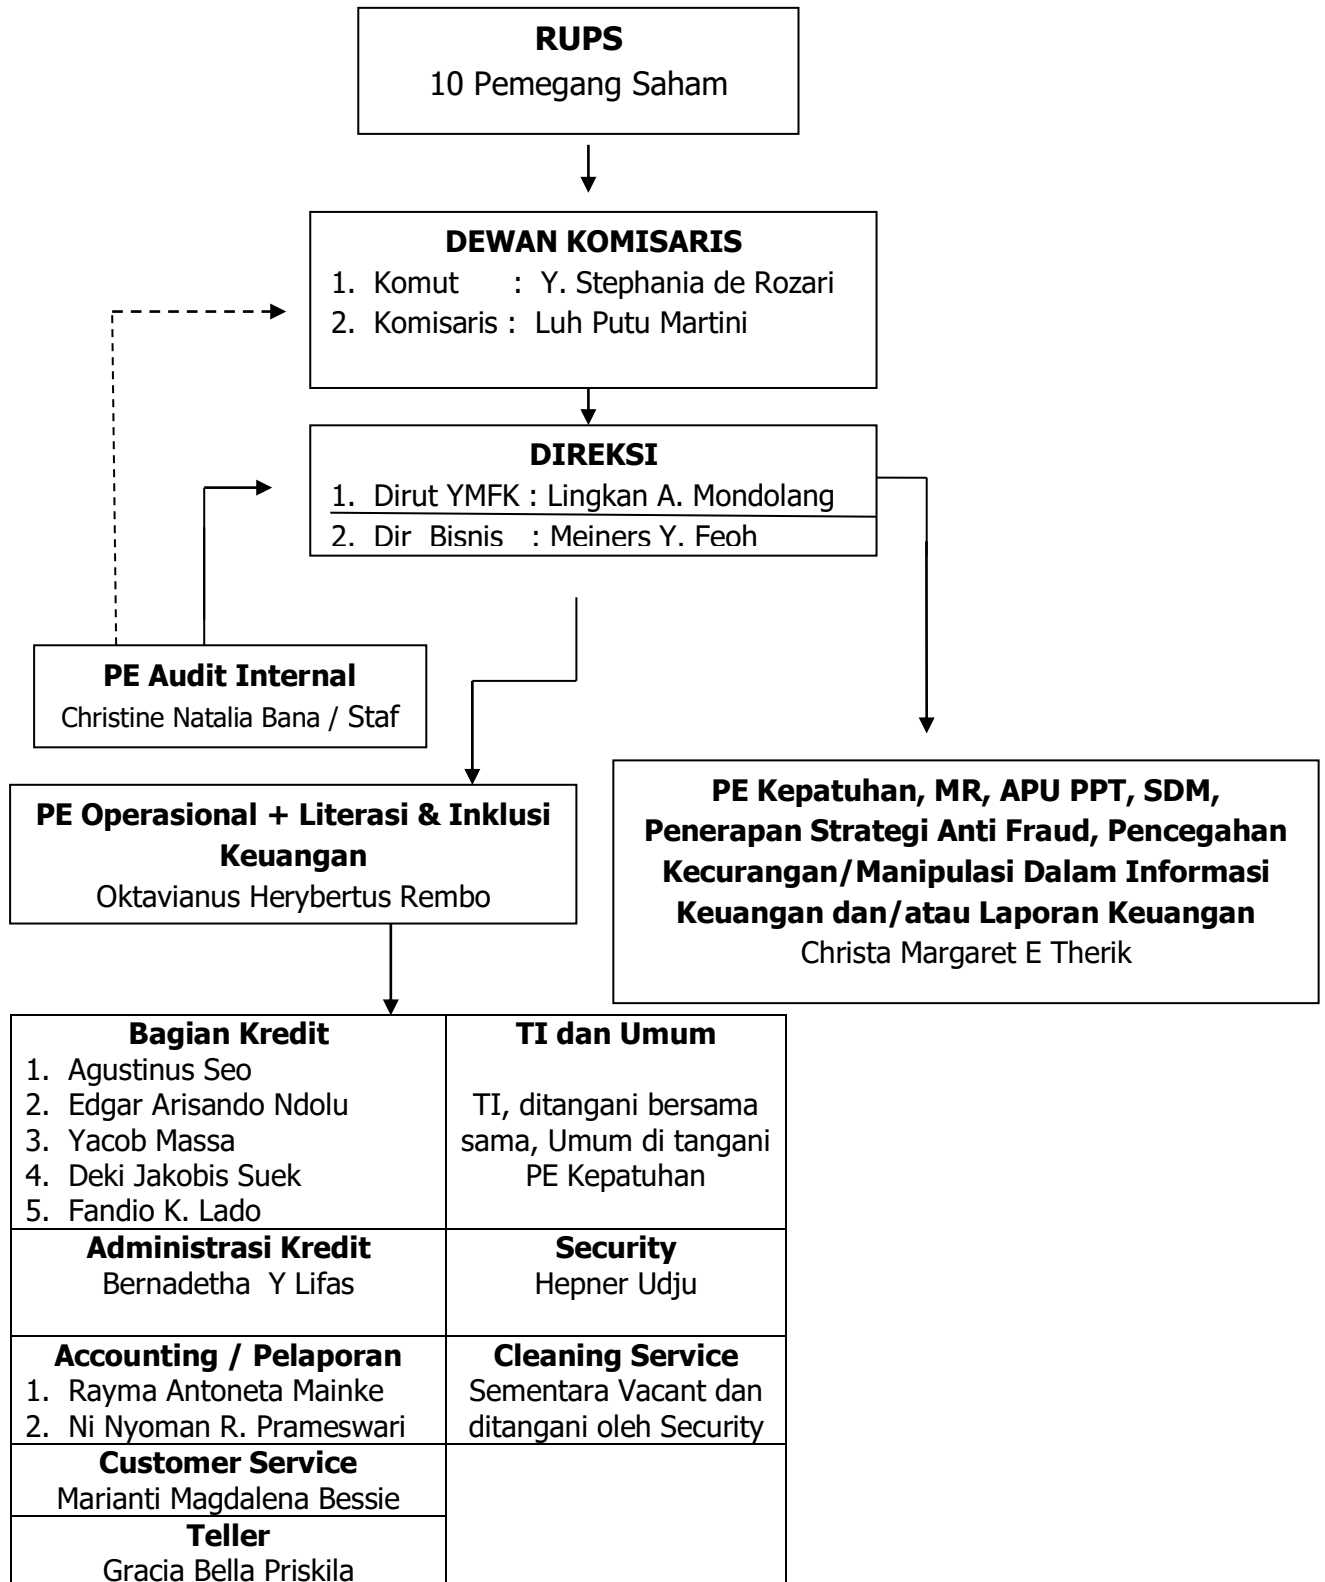 RUPS
10 Pemegang Saham
DEWAN KOMISARIS
1. Komut : Y. Stephania de Rozari
2. Komisaris : Luh Putu Martini
DIREKSI
1. Dirut YMFK : Lingkan A. Mondolang
2. Dir Bisnis : Meiners Y. Feoh
PE Audit Internal
Christine Natalia Bana / Staf
PE Operasional + Literasi & Inklusi
Keuangan
Oktavianus Herybertus Rembo
PE Kepatuhan, MR, APU PPT, SDM,
Penerapan Strategi Anti Fraud, Pencegahan
Kecurangan/Manipulasi Dalam Informasi
Keuangan dan/atau Laporan Keuangan
Christa Margaret E Therik
Bagian Kredit
1. Agustinus Seo
2. Edgar Arisando Ndolu
3. Yacob Massa
4. Deki Jakobis Suek
5. Fandio K. Lado
TI dan Umum
TI, ditangani bersama
sama, Umum di tangani
PE Kepatuhan
Administrasi Kredit
Bernadetha Y Lifas
Security
Hepner Udju
Accounting / Pelaporan
1. Rayma Antoneta Mainke
2. Ni Nyoman R. Prameswari
Cleaning Service
Sementara Vacant dan
ditangani oleh Security
Customer Service
Marianti Magdalena Bessie
Teller
Gracia Bella Priskila